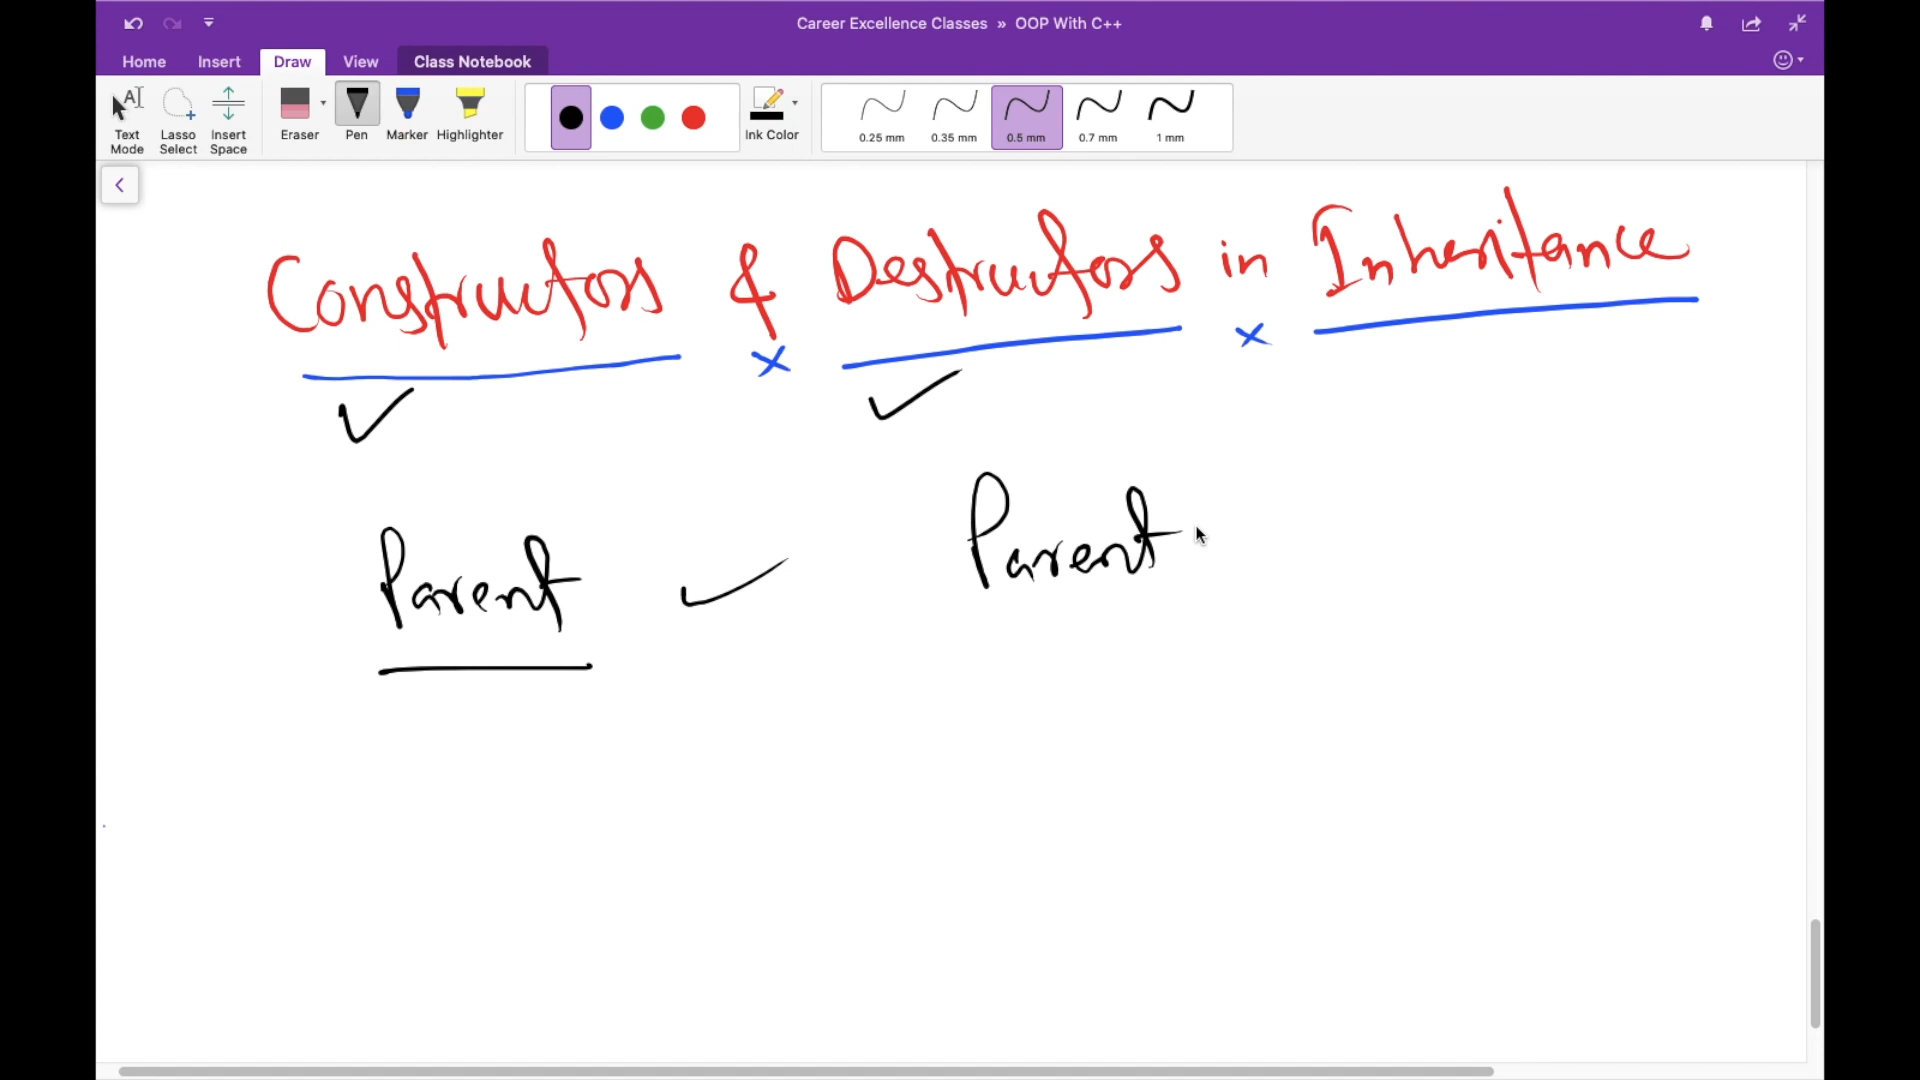 Career Excellence Classes » OOP With C++
Home Insert Draw View Class Notebook
Text Mode
Lasso Select
Insert Space
Eraser
Pen
Marker
Highlighter
Ink Color
0.25 mm
0.35 mm
0.5 mm
0.7 mm
1 mm
Constructors & Destructors in Inheritance
Parent Parent